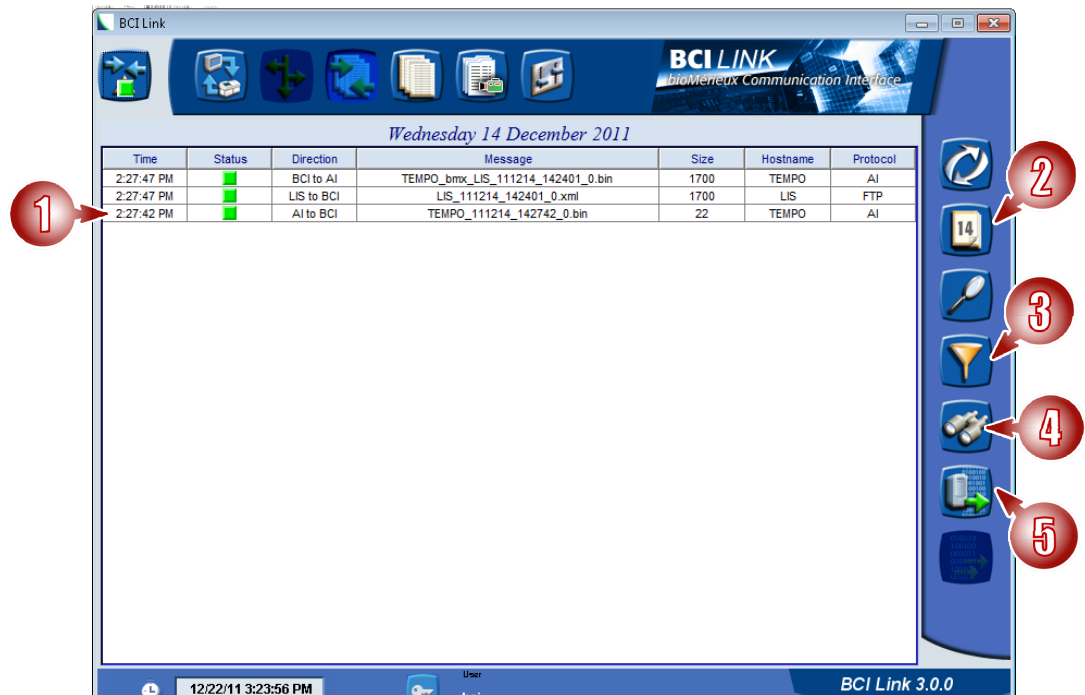 BCI Link
BCI LINK
bioMérieux Communication Interface
Wednesday 14 December 2011
Time Status Direction Message Size Hostname Protocol
2:27:47 PM BCI to AI TEMPO_bmx_LIS_111214_142401_0.bin 1700 TEMPO AI
2:27:47 PM LIS to BCI LIS_111214_142401_0.xml 1700 LIS FTP
2:27:42 PM AI to BCI TEMPO_111214_142742_0.bin 22 TEMPO AI
1
2
14
3
4
5
User
12/22/11 3:23:56 PM
BCI Link 3.0.0